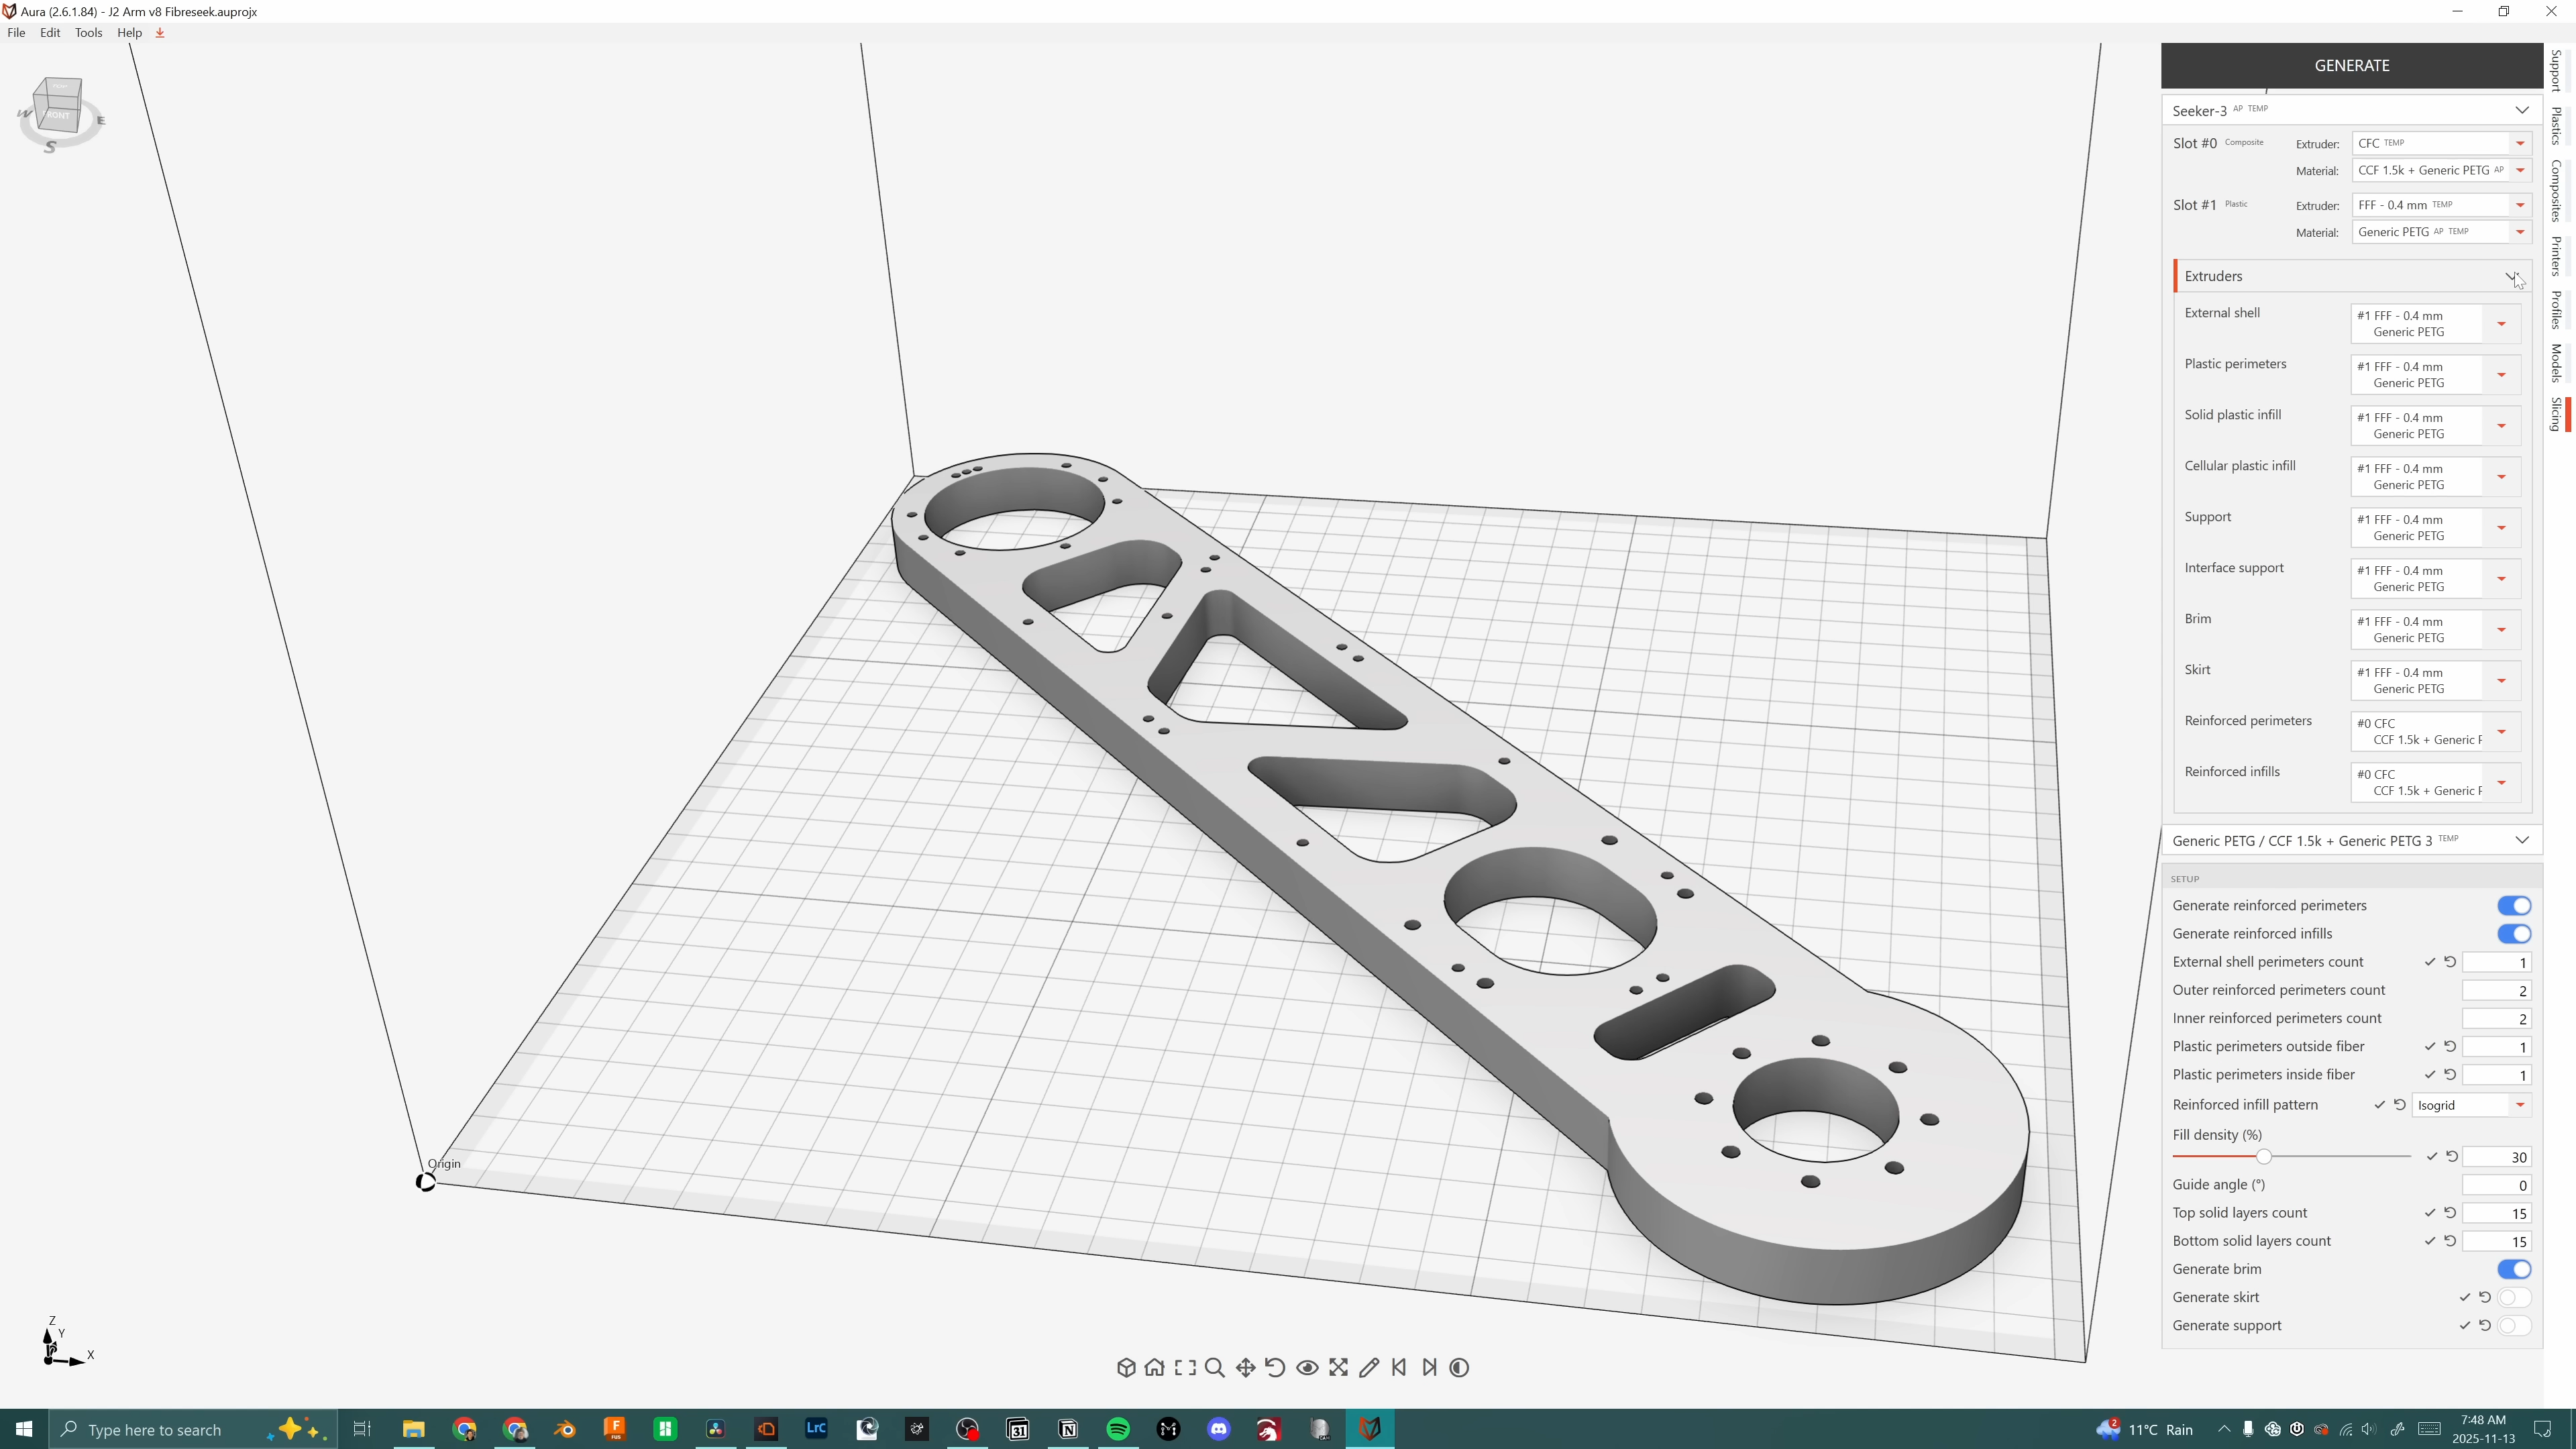 Aura (2.6.1.84) - J2 Arm v8 Fibreseek.auprojx
File Edit Tools Help
FRONT
W
E
S
Origin
Z
Y
X
GENERATE
Seeker-3 AP TEMP
Slot #0 Composite
Extruder: CFC TEMP
Material: CCF 1.5k + Generic PETG AP
Slot #1 Plastic
Extruder: FFF - 0.4 mm TEMP
Material: Generic PETG AP TEMP
Extruders
External shell
#1 FFF - 0.4 mm
Generic PETG
Plastic perimeters
#1 FFF - 0.4 mm
Generic PETG
Solid plastic infill
#1 FFF - 0.4 mm
Generic PETG
Cellular plastic infill
#1 FFF - 0.4 mm
Generic PETG
Support
#1 FFF - 0.4 mm
Generic PETG
Interface support
#1 FFF - 0.4 mm
Generic PETG
Brim
#1 FFF - 0.4 mm
Generic PETG
Skirt
#1 FFF - 0.4 mm
Generic PETG
Reinforced perimeters
#0 CFC
CCF 1.5k + Generic P
Reinforced infills
#0 CFC
CCF 1.5k + Generic P
Generic PETG / CCF 1.5k + Generic PETG 3 TEMP
SETUP
Generate reinforced perimeters
Generate reinforced infills
External shell perimeters count 1
Outer reinforced perimeters count 2
Inner reinforced perimeters count 2
Plastic perimeters outside fiber 1
Plastic perimeters inside fiber 1
Reinforced infill pattern Isogrid
Fill density (%)
30
Guide angle (°) 0
Top solid layers count 15
Bottom solid layers count 15
Generate brim
Generate skirt
Generate support
Support
Plastics
Composites
Printers
Profiles
Models
Slicing
Type here to search
FUS
LrC
31
2
11°C Rain
7:48 AM
2025-11-13